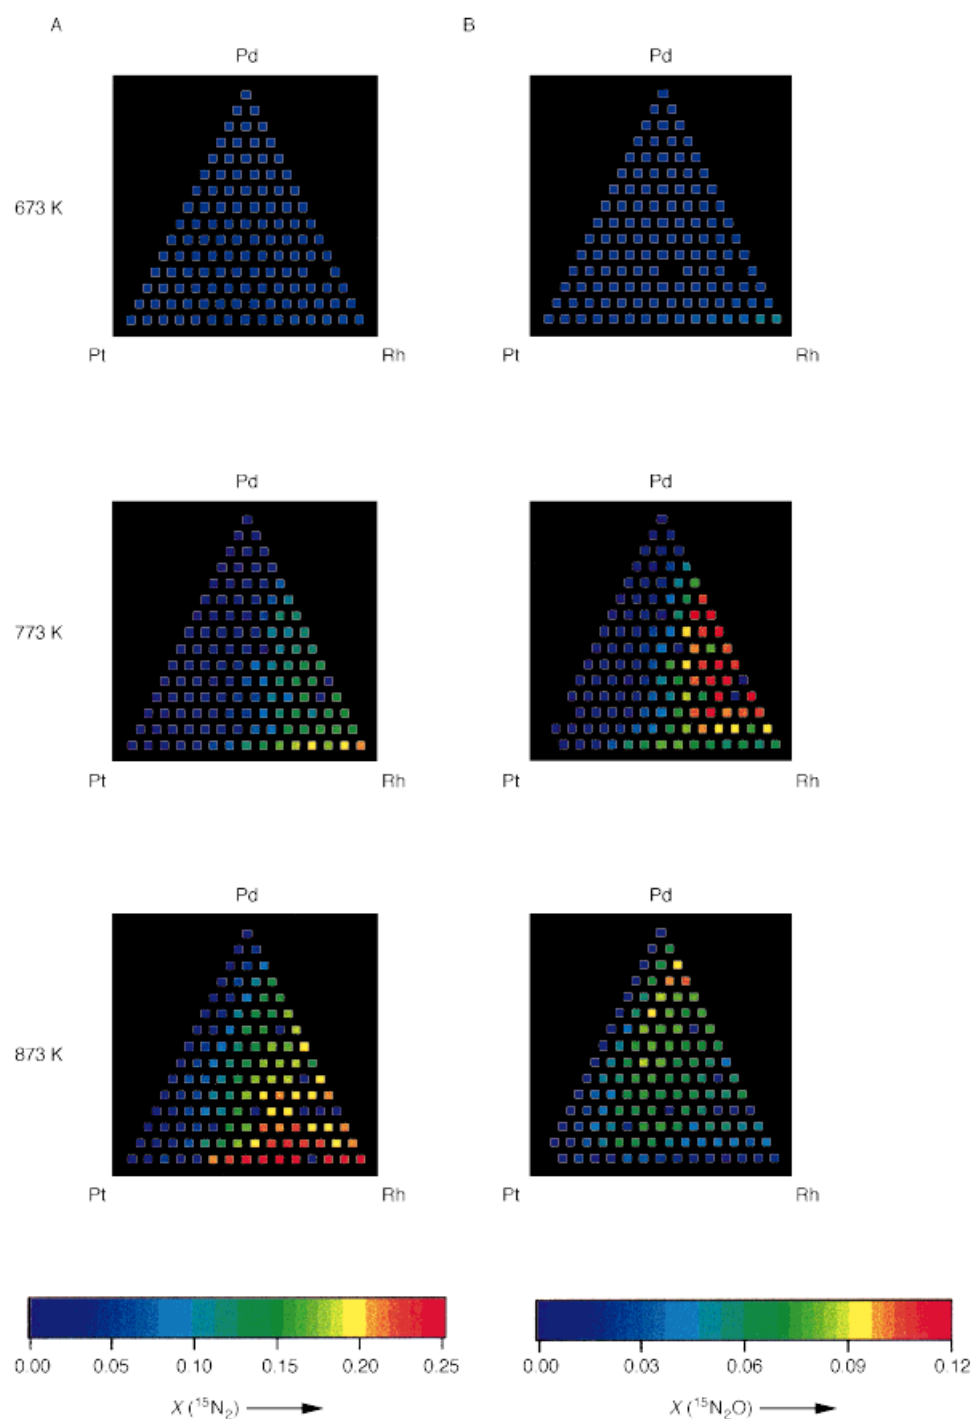 A B
Pd Pd
673 K
Pt Rh Pt Rh
Pd Pd
773 K
Pt Rh Pt Rh
Pd Pd
873 K
Pt Rh Pt Rh
0.00 0.05 0.10 0.15 0.20 0.25 0.00 0.03 0.06 0.09 0.12
X (¹⁵N₂) ⟶ X (¹⁵N₂O) ⟶